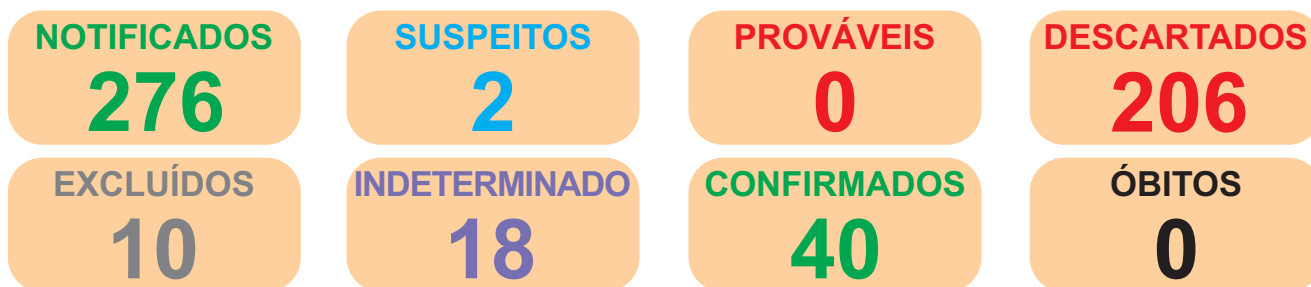 NOTIFICADOS SUSPEITOS PROVÁVEIS DESCARTADOS
276 2 0 206
EXCLUÍDOS INDETERMINADO CONFIRMADOS ÓBITOS
10 18 40 0